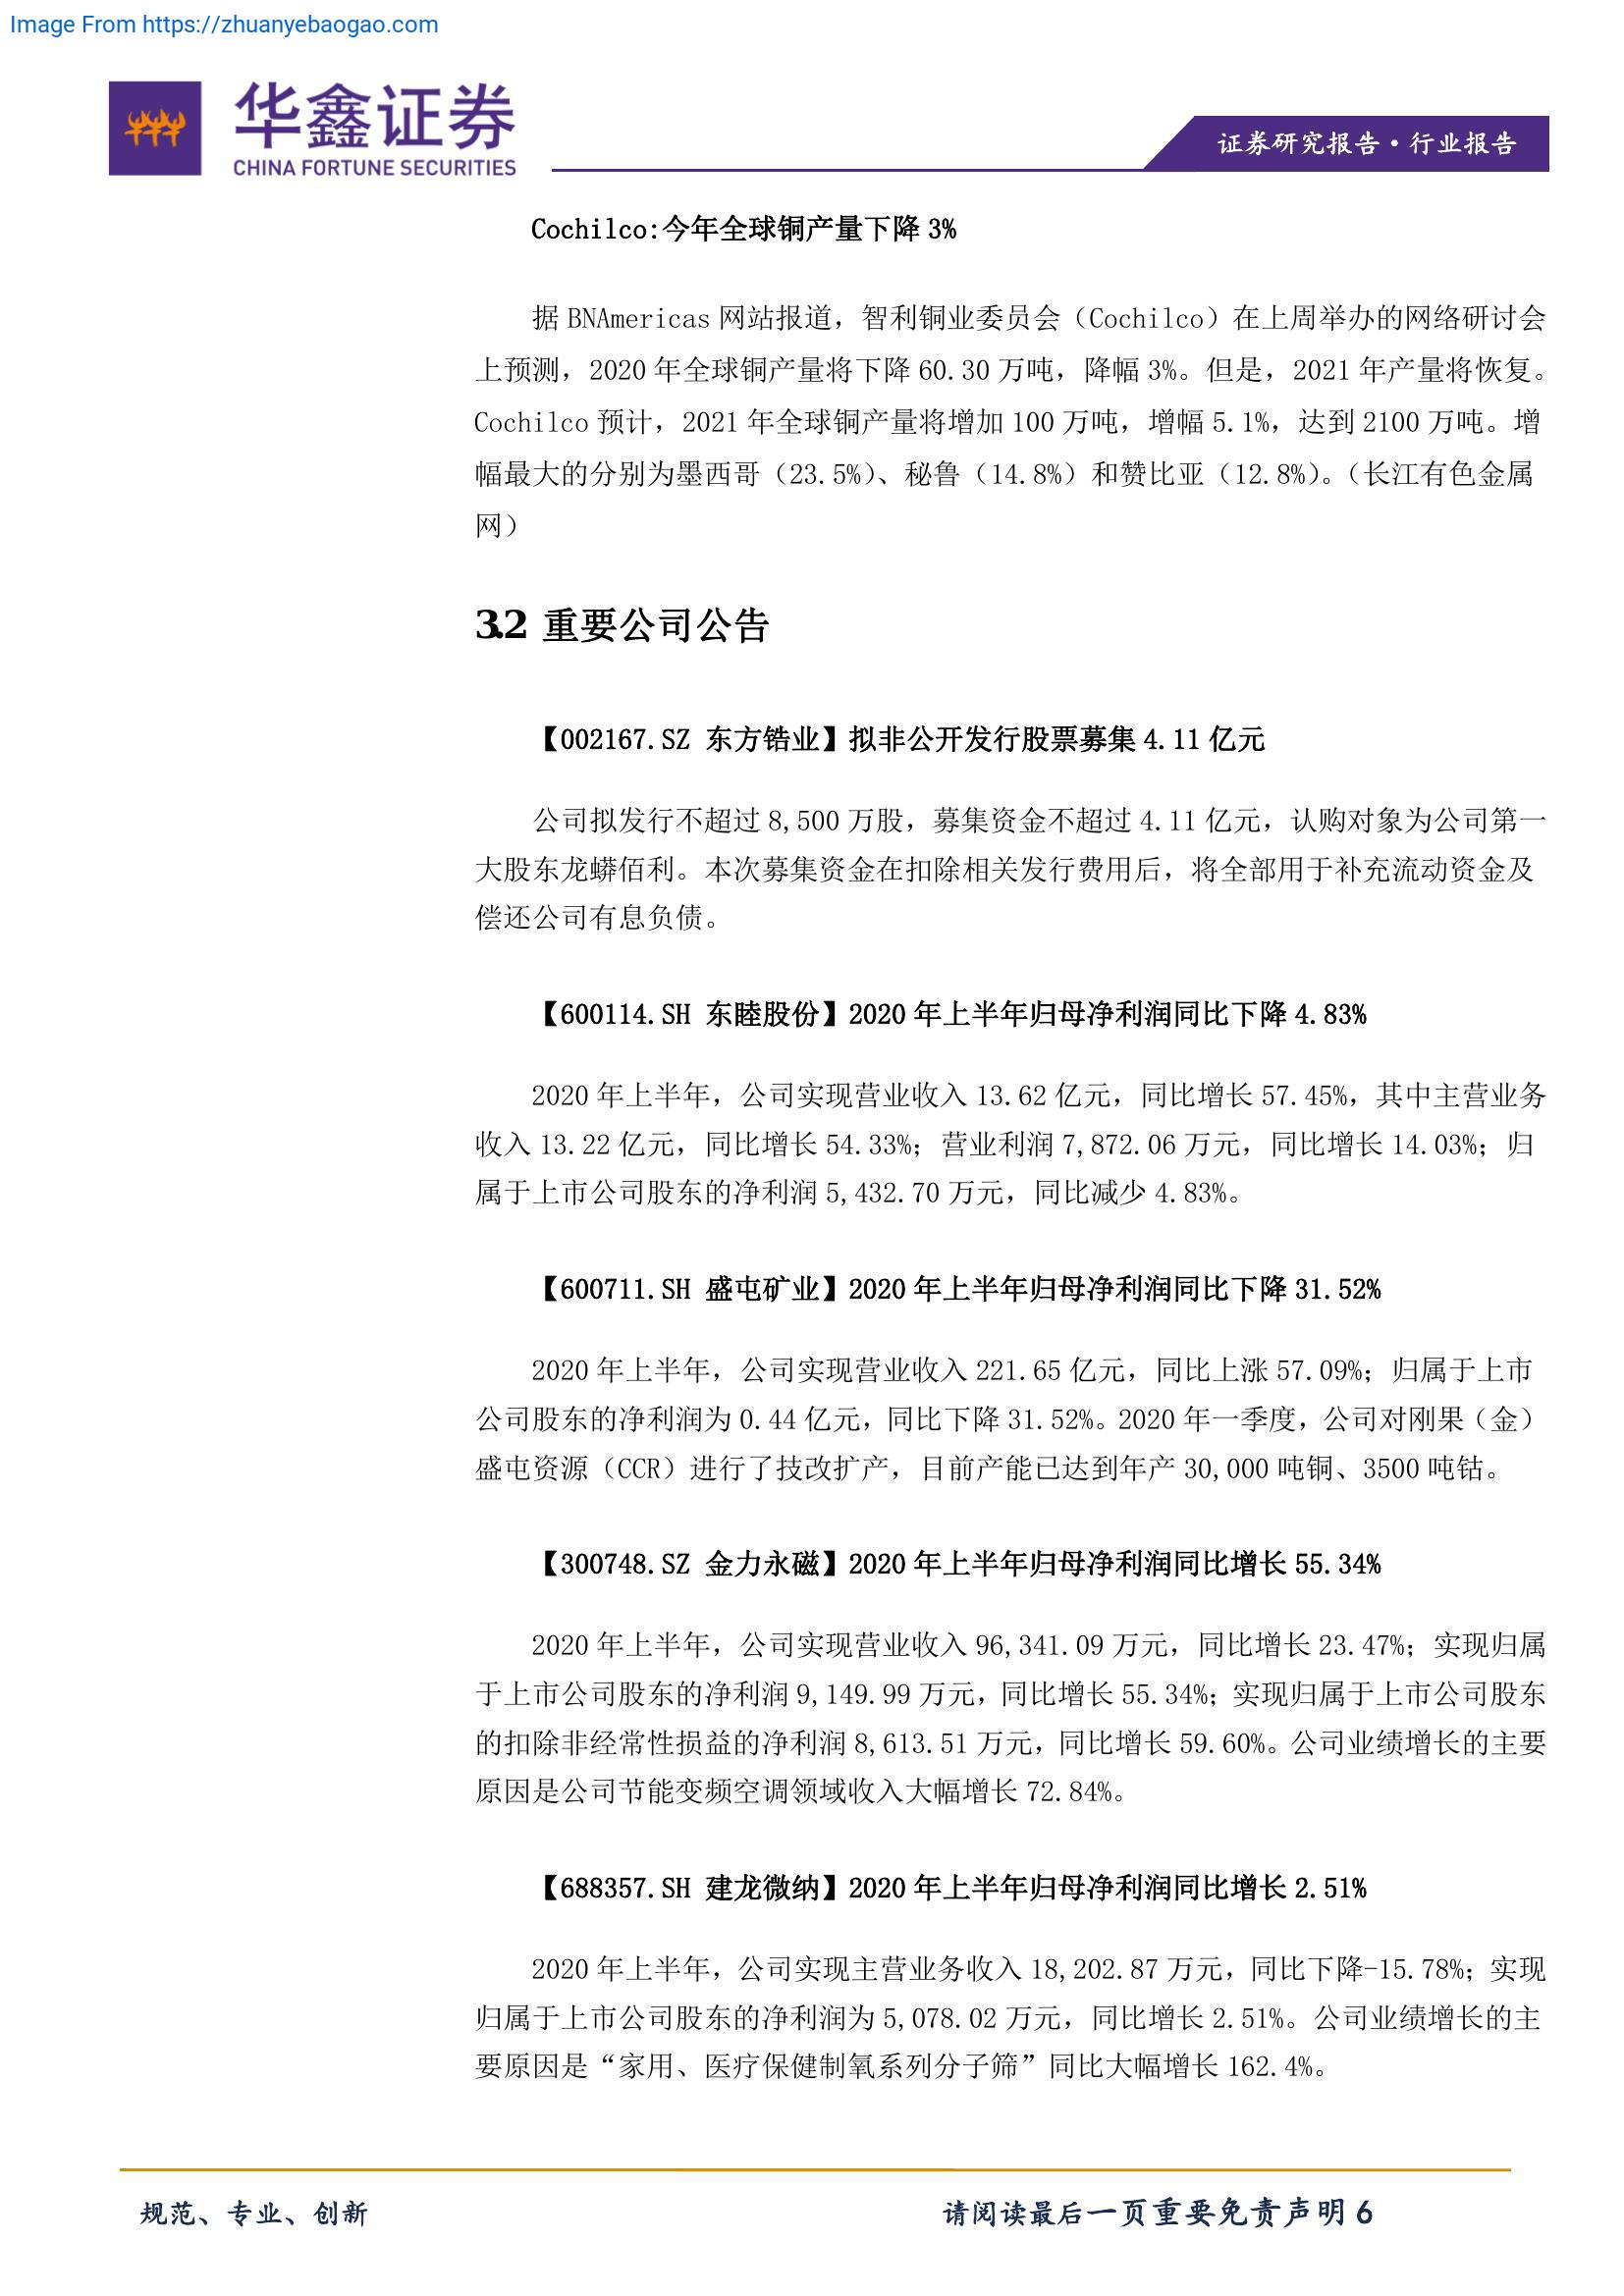 Image From https://zhuanyebaogao.com
华鑫证券
CHINA FORTUNE SECURITIES
证券研究报告·行业报告
Cochilco:今年全球铜产量下降 3%
据 BNAmericas 网站报道，智利铜业委员会（Cochilco）在上周举办的网络研讨会
上预测，2020 年全球铜产量将下降 60.30 万吨，降幅 3%。但是，2021 年产量将恢复。
Cochilco 预计，2021 年全球铜产量将增加 100 万吨，增幅 5.1%，达到 2100 万吨。增
幅最大的分别为墨西哥（23.5%）、秘鲁（14.8%）和赞比亚（12.8%）。（长江有色金属
网）
3.2 重要公司公告
【002167.SZ 东方锆业】拟非公开发行股票募集 4.11 亿元
公司拟发行不超过 8,500 万股，募集资金不超过 4.11 亿元，认购对象为公司第一
大股东龙蟒佰利。本次募集资金在扣除相关发行费用后，将全部用于补充流动资金及
偿还公司有息负债。
【600114.SH 东睦股份】2020 年上半年归母净利润同比下降 4.83%
2020 年上半年，公司实现营业收入 13.62 亿元，同比增长 57.45%，其中主营业务
收入 13.22 亿元，同比增长 54.33%；营业利润 7,872.06 万元，同比增长 14.03%；归
属于上市公司股东的净利润 5,432.70 万元，同比减少 4.83%。
【600711.SH 盛屯矿业】2020 年上半年归母净利润同比下降 31.52%
2020 年上半年，公司实现营业收入 221.65 亿元，同比上涨 57.09%；归属于上市
公司股东的净利润为 0.44 亿元，同比下降 31.52%。2020 年一季度，公司对刚果（金）
盛屯资源（CCR）进行了技改扩产，目前产能已达到年产 30,000 吨铜、3500 吨钴。
【300748.SZ 金力永磁】2020 年上半年归母净利润同比增长 55.34%
2020 年上半年，公司实现营业收入 96,341.09 万元，同比增长 23.47%；实现归属
于上市公司股东的净利润 9,149.99 万元，同比增长 55.34%；实现归属于上市公司股东
的扣除非经常性损益的净利润 8,613.51 万元，同比增长 59.60%。公司业绩增长的主要
原因是公司节能变频空调领域收入大幅增长 72.84%。
【688357.SH 建龙微纳】2020 年上半年归母净利润同比增长 2.51%
2020 年上半年，公司实现主营业务收入 18,202.87 万元，同比下降-15.78%；实现
归属于上市公司股东的净利润为 5,078.02 万元，同比增长 2.51%。公司业绩增长的主
要原因是“家用、医疗保健制氧系列分子筛”同比大幅增长 162.4%。
规范、专业、创新
请阅读最后一页重要免责声明 6